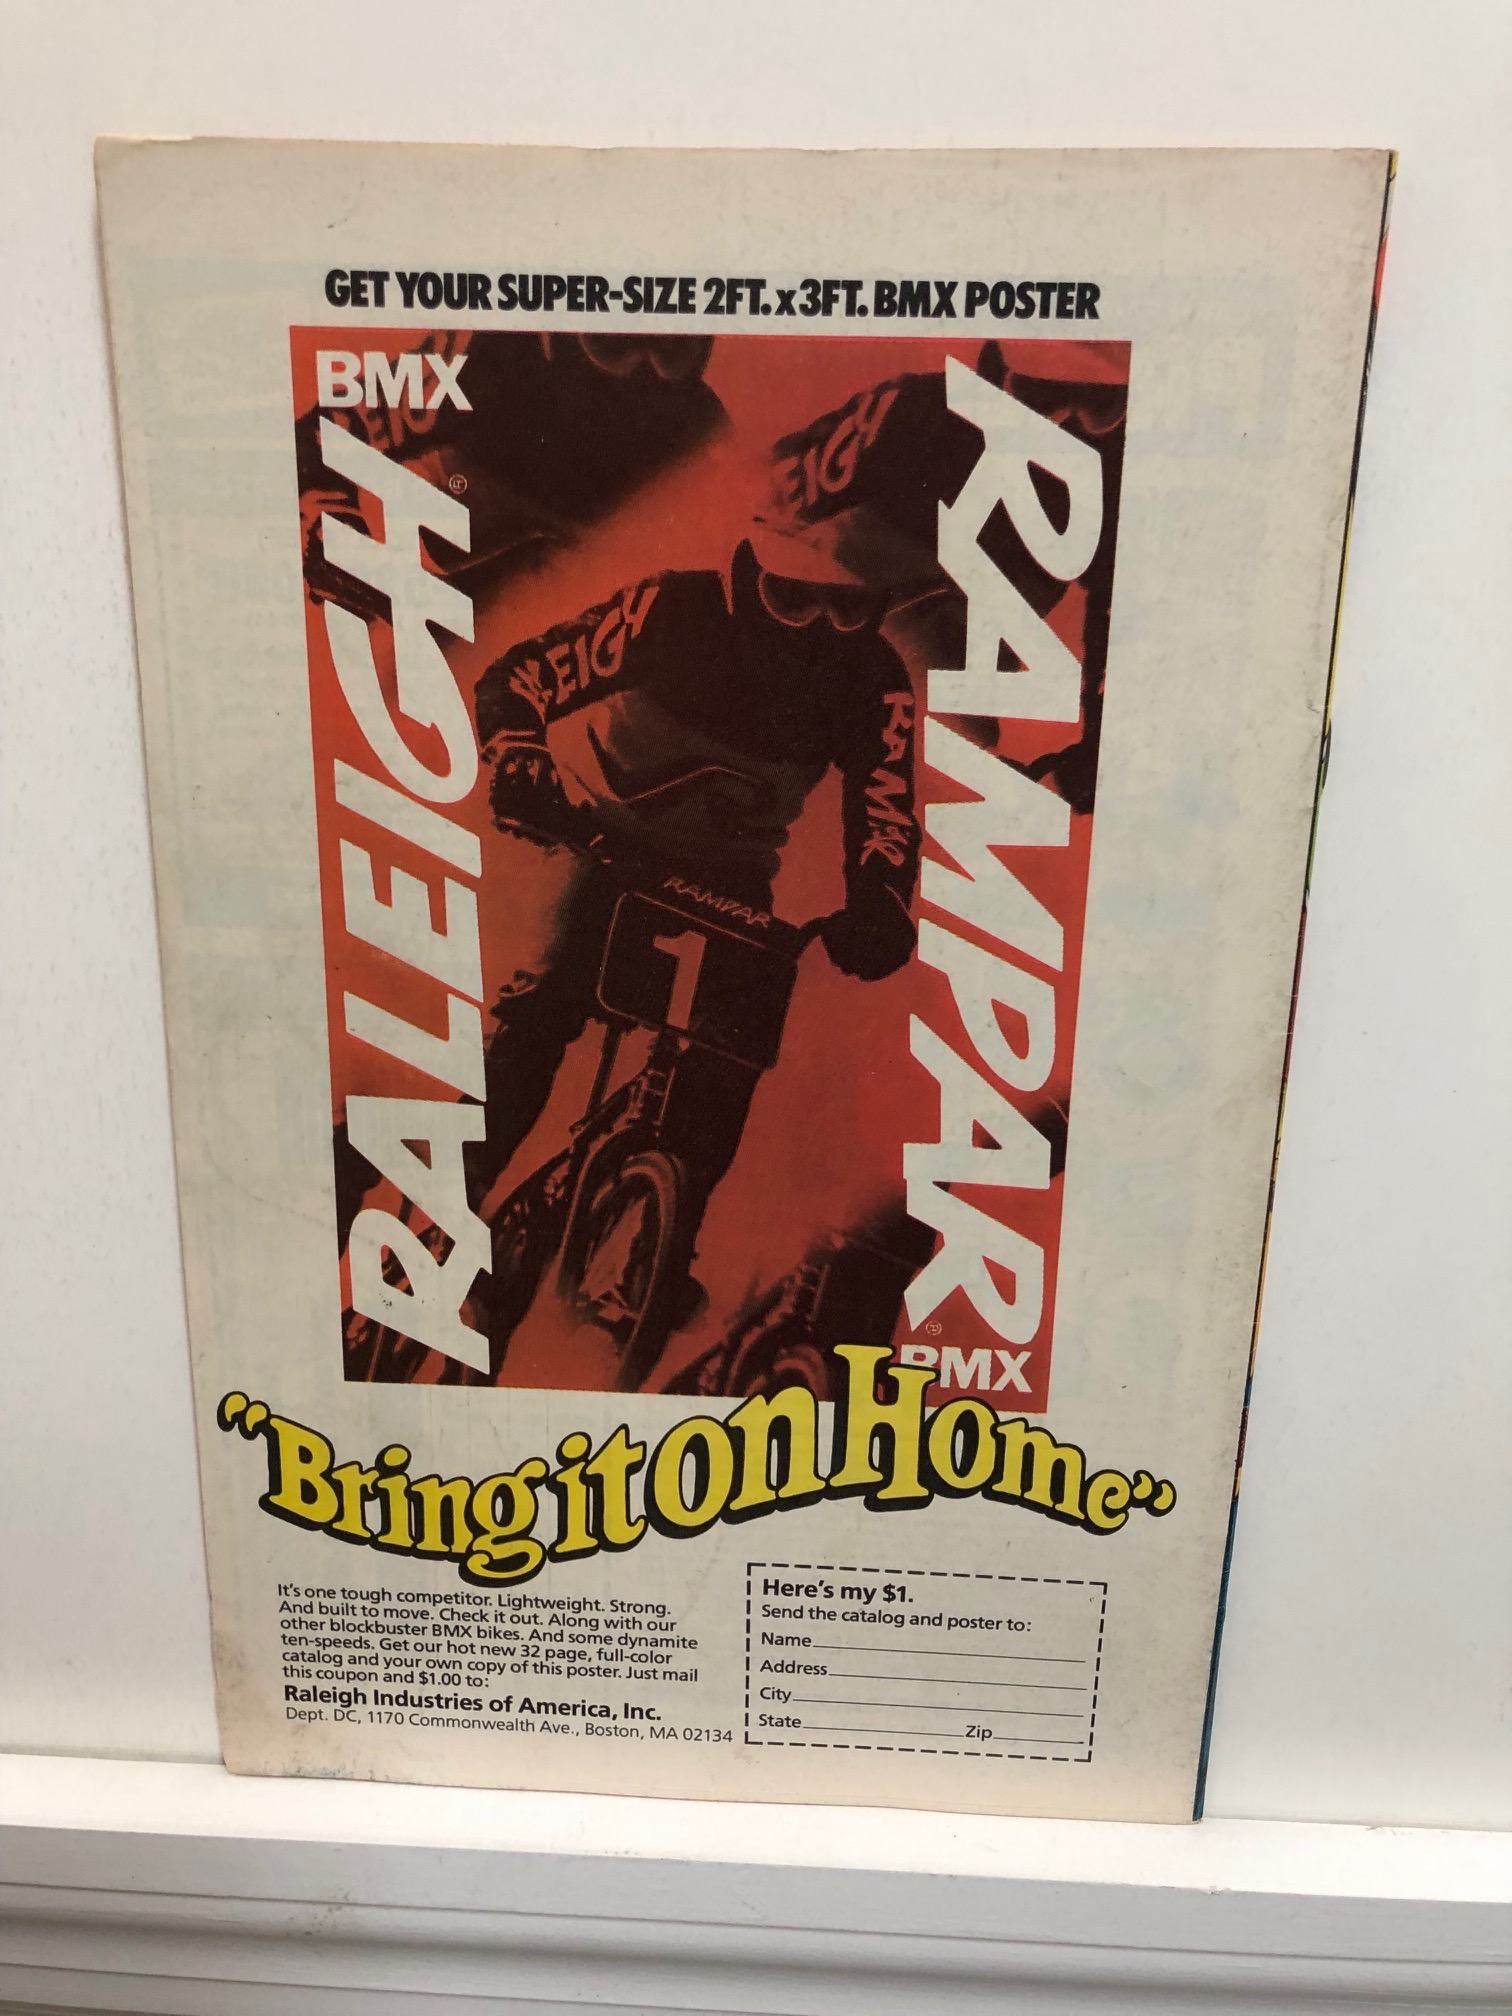 GET YOUR SUPER-SIZE 2FT. x 3FT. BMX POSTER
BMX
RALEIGH
RAMPAR
BMX
EIGH
EIGH
EIGH
RAMPAR
RAMPAR
1
"Bring it on Home"
It's one tough competitor. Lightweight. Strong.
And built to move. Check it out. Along with our
other blockbuster BMX bikes. And some dynamite
ten-speeds. Get our hot new 32 page, full-color
catalog and your own copy of this poster. Just mail
this coupon and $1.00 to:
Raleigh Industries of America, Inc.
Dept. DC, 1170 Commonwealth Ave., Boston, MA 02134
Here's my $1.
Send the catalog and poster to:
Name
Address
City
State Zip